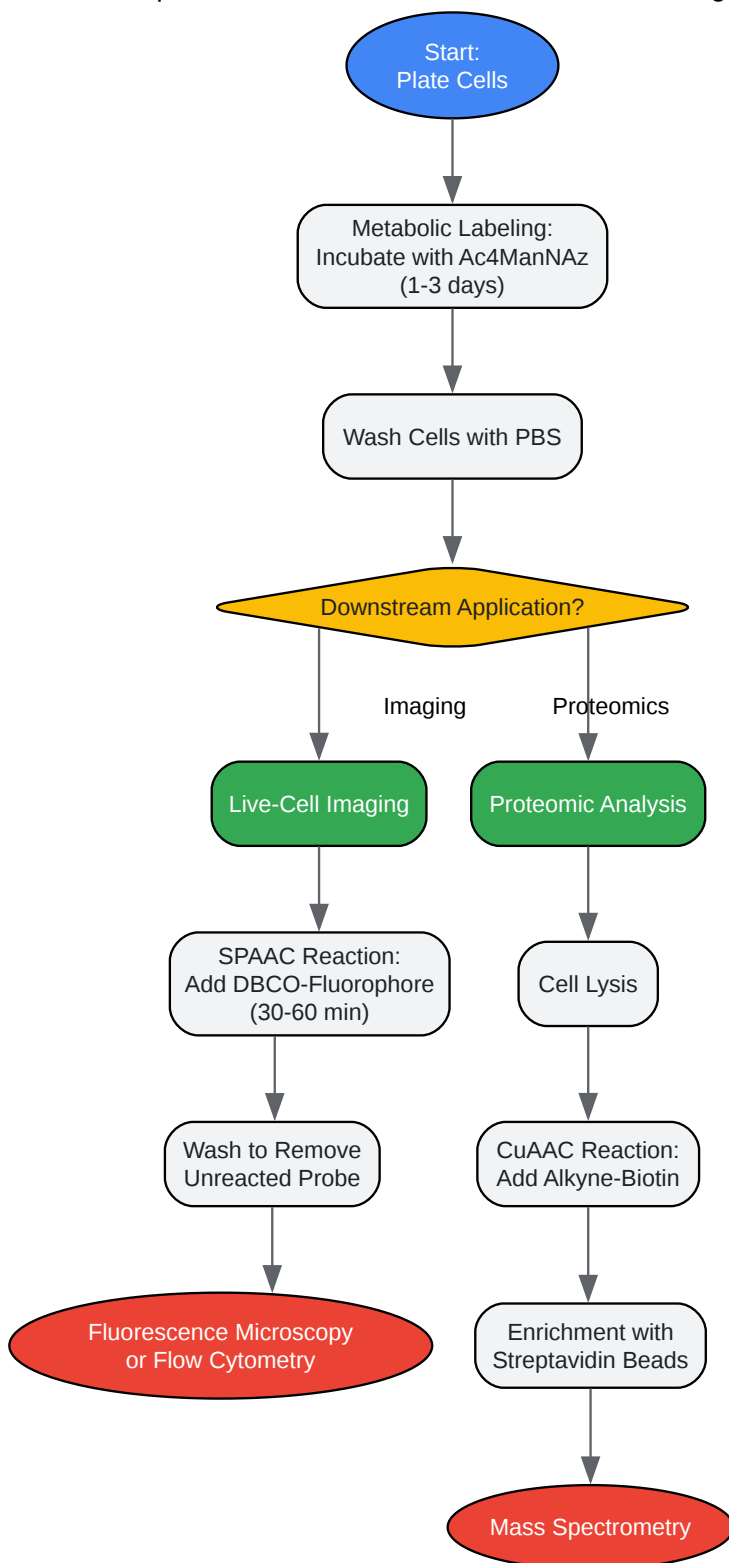 Start:
Plate Cells
Metabolic Labeling:
Incubate with Ac4ManNAz
(1-3 days)
Wash Cells with PBS
Downstream Application?
Imaging
Proteomics
Live-Cell Imaging
Proteomic Analysis
SPAAC Reaction:
Add DBCO-Fluorophore
(30-60 min)
Cell Lysis
Wash to Remove
Unreacted Probe
CuAAC Reaction:
Add Alkyne-Biotin
Fluorescence Microscopy
or Flow Cytometry
Enrichment with
Streptavidin Beads
Mass Spectrometry